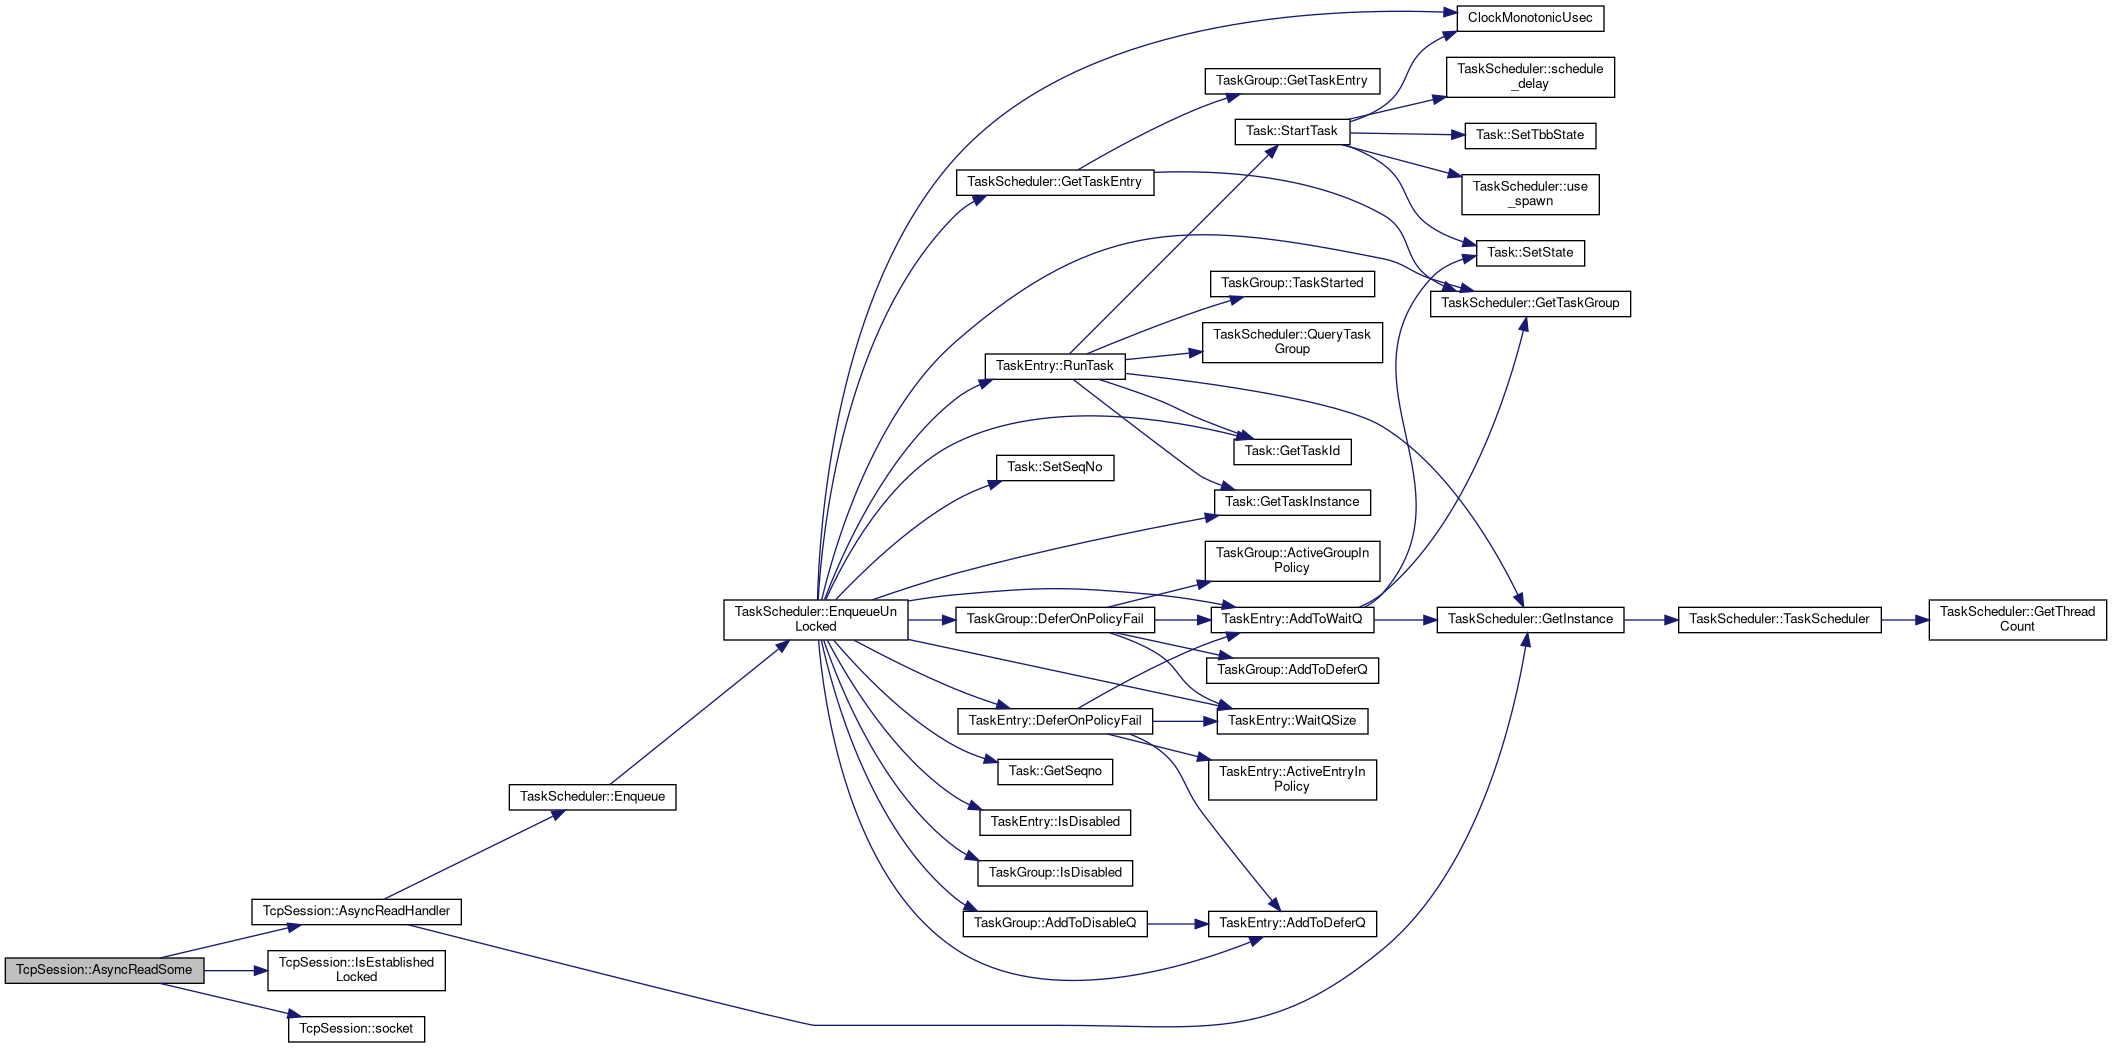 ClockMonotonicUsec
TaskScheduler::schedule
_delay
TaskGroup::GetTaskEntry
Task::StartTask
Task::SetTbbState
TaskScheduler::GetTaskEntry
TaskScheduler::use
_spawn
Task::SetState
TaskGroup::TaskStarted
TaskScheduler::GetTaskGroup
TaskScheduler::QueryTask
Group
TaskEntry::RunTask
Task::GetTaskId
Task::SetSeqNo
Task::GetTaskInstance
TaskGroup::ActiveGroupIn
Policy
TaskScheduler::EnqueueUn
Locked
TaskGroup::DeferOnPolicyFail
TaskEntry::AddToWaitQ
TaskScheduler::GetInstance
TaskScheduler::TaskScheduler
TaskScheduler::GetThread
Count
TaskGroup::AddToDeferQ
TaskEntry::DeferOnPolicyFail
TaskEntry::WaitQSize
Task::GetSeqno
TaskEntry::ActiveEntryIn
Policy
TaskScheduler::Enqueue
TaskEntry::IsDisabled
TaskGroup::IsDisabled
TcpSession::AsyncReadHandler
TaskGroup::AddToDisableQ
TaskEntry::AddToDeferQ
TcpSession::AsyncReadSome
TcpSession::IsEstablished
Locked
TcpSession::socket